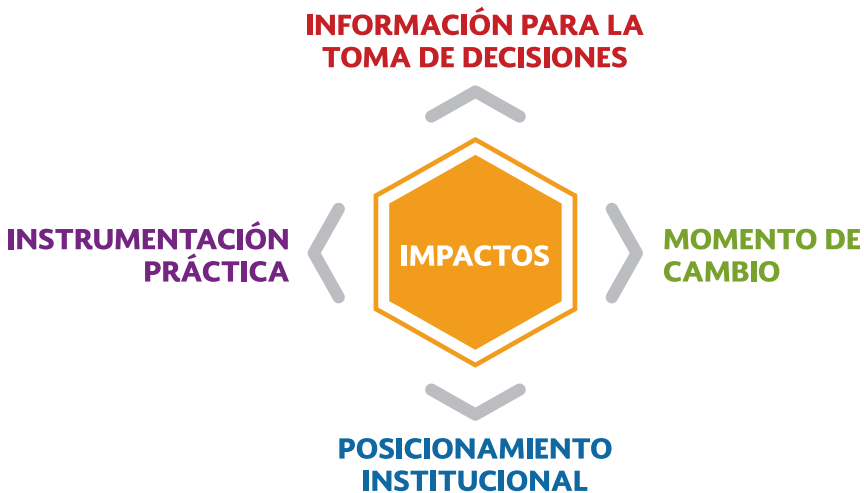 INFORMACIÓN PARA LA
TOMA DE DECISIONES
INSTRUMENTACIÓN
PRÁCTICA
IMPACTOS
MOMENTO DE
CAMBIO
POSICIONAMIENTO
INSTITUCIONAL